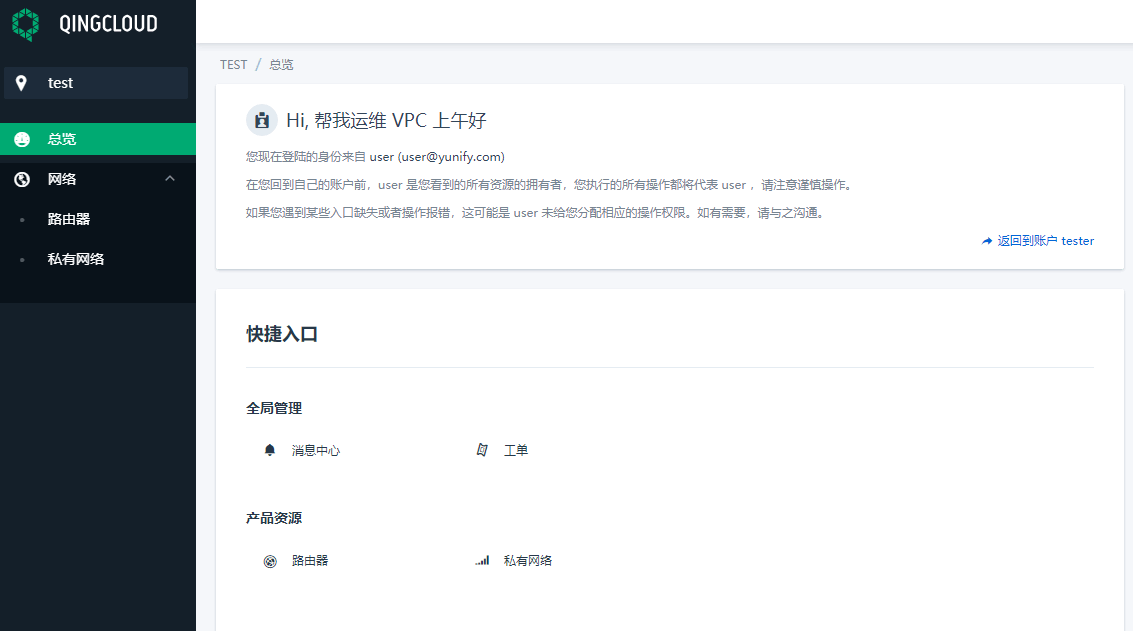 QINGCLOUD
test
总览
网络
路由器
私有网络
TEST / 总览
Hi, 帮我运维 VPC 上午好
您现在登陆的身份来自 user (user@yunify.com)
在您回到自己的账户前，user 是您看到的所有资源的拥有者，您执行的所有操作都将代表 user ，请注意谨慎操作。
如果您遇到某些入口缺失或者操作报错，这可能是 user 未给您分配相应的操作权限。如有需要，请与之沟通。
返回到账户 tester
快捷入口
全局管理
消息中心 工单
产品资源
路由器 私有网络